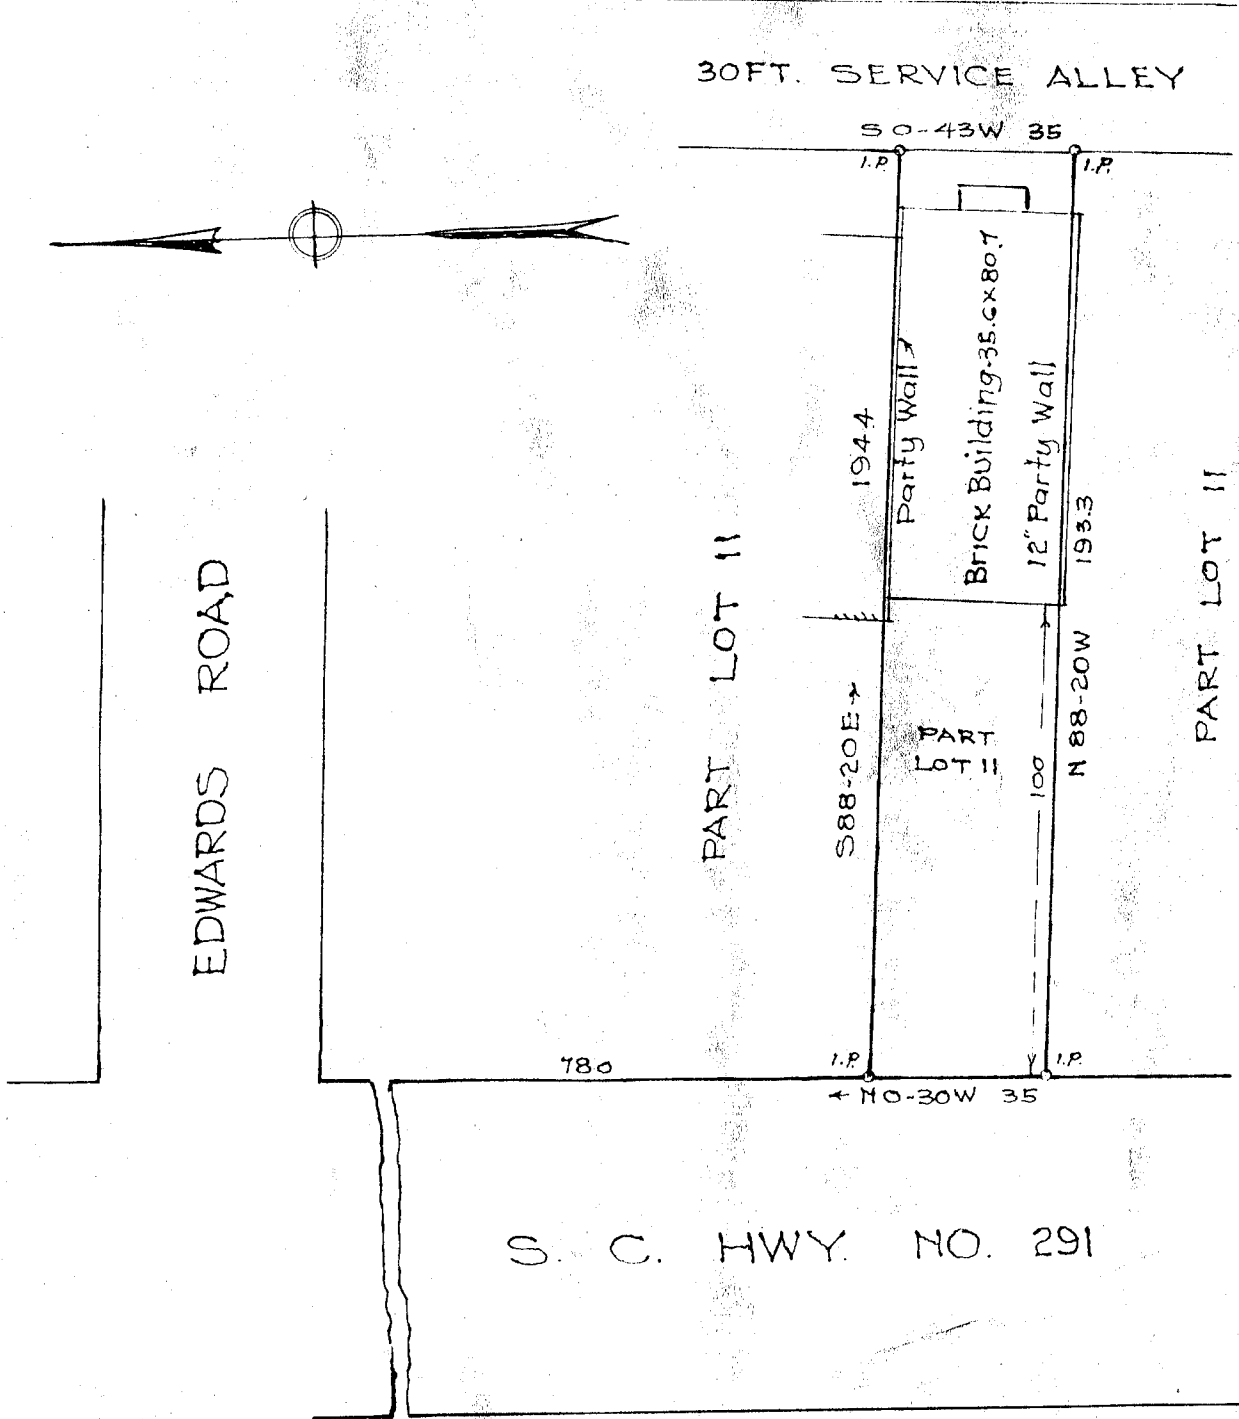 30FT. SERVICE ALLEY
S 0-43W 35
I.P.
I.P.
Party Wall
Brick Building-35.6x80.7
12" Party Wall
194.4
193.3
PART LOT 11
PART LOT 11
EDWARDS ROAD
S88-20E
PART
LOT 11
100
N 88-20W
780
I.P.
I.P.
N0-30W 35
S. C. HWY. NO. 291